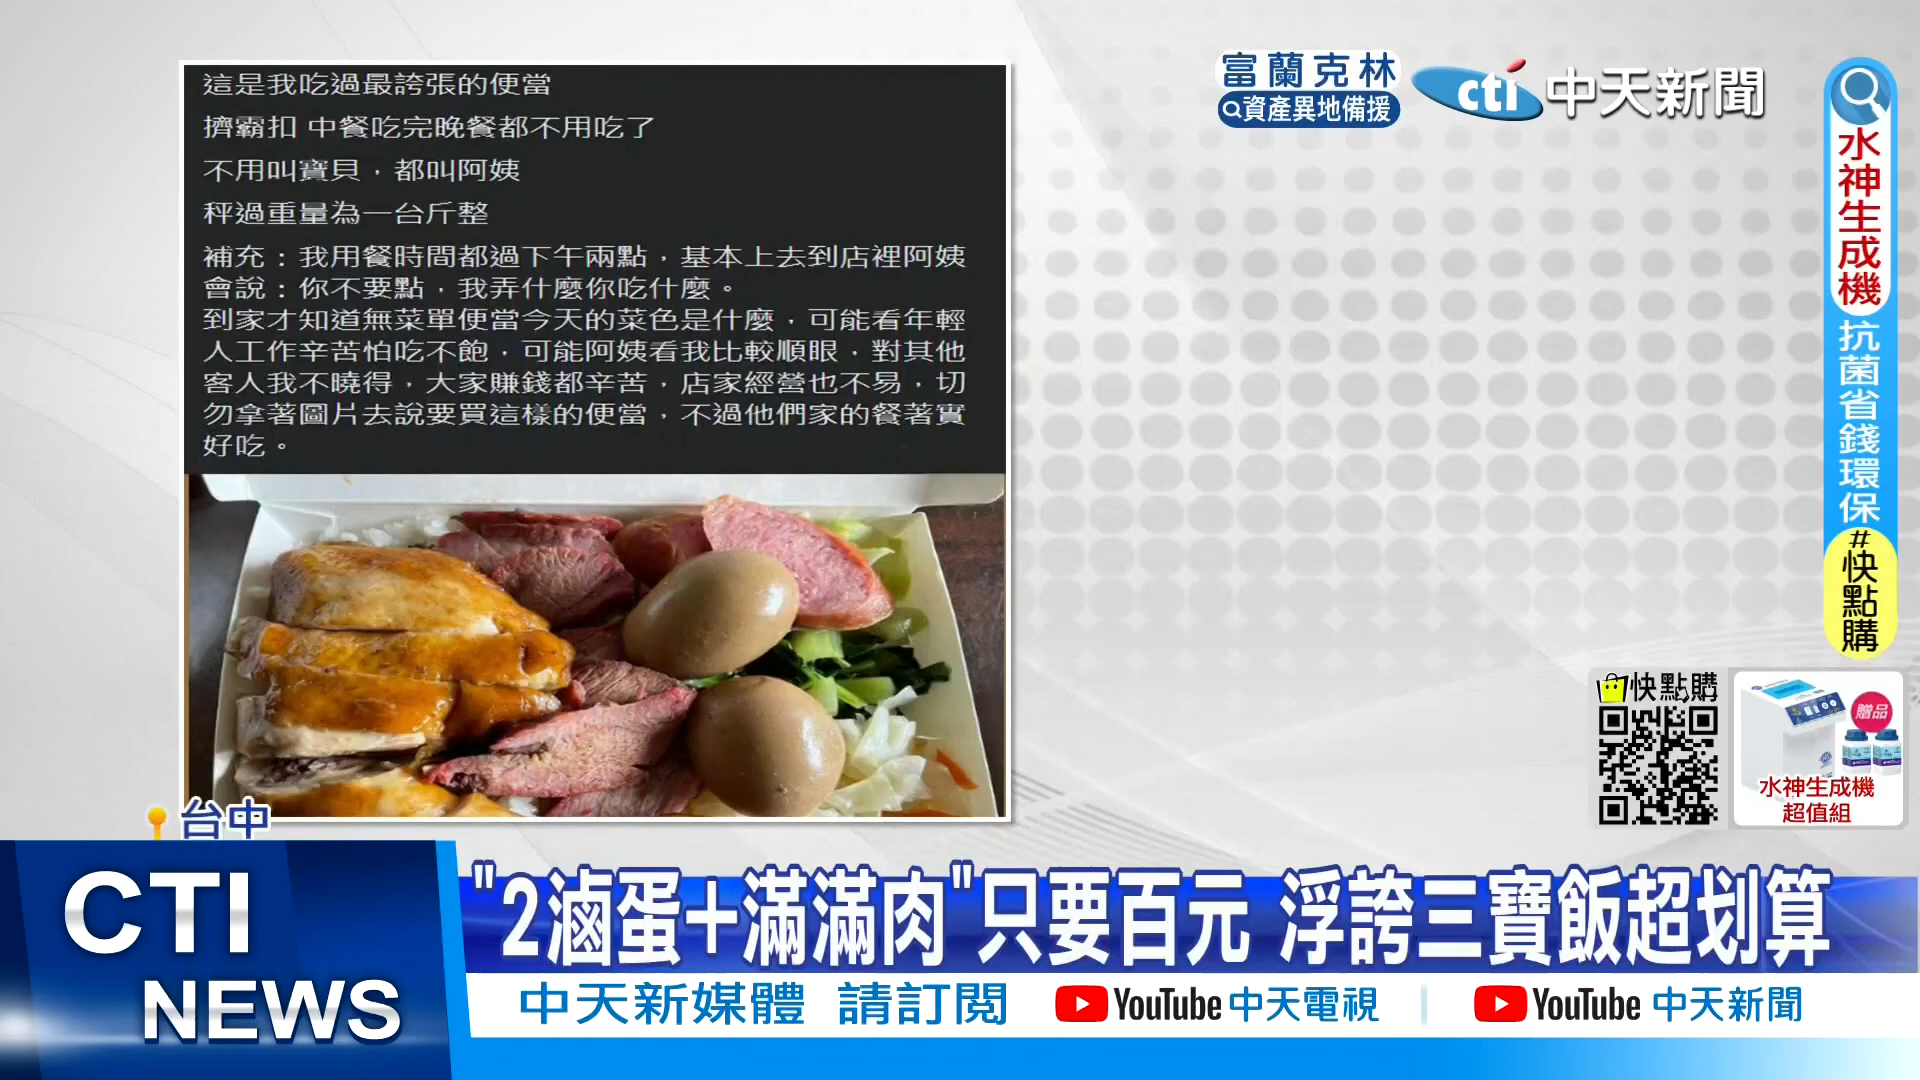 這是我吃過最誇張的便當
擠霸扣 中餐吃完晚餐都不用吃了
不用叫寶貝，都叫阿姨
秤過重量為一台斤整
補充：我用餐時間都過下午兩點，基本上去到店裡阿姨
會說：你不要點，我弄什麼你吃什麼。
到家才知道無菜單便當今天的菜色是什麼，可能看年輕
人工作辛苦怕吃不飽，可能阿姨看我比較順眼，對其他
客人我不曉得，大家賺錢都辛苦，店家經營也不易，切
勿拿著圖片去說要買這樣的便當，不過他們家的餐著實
好吃。
富蘭克林
資產異地備援
cti 中天新聞
水神生成機
抗菌省錢環保
#快點購
快點購
贈品
水神生成機
超值組
台中
CTI
NEWS
"2滷蛋+滿滿肉"只要百元 浮誇三寶飯超划算
中天新媒體 請訂閱 YouTube 中天電視 | YouTube 中天新聞